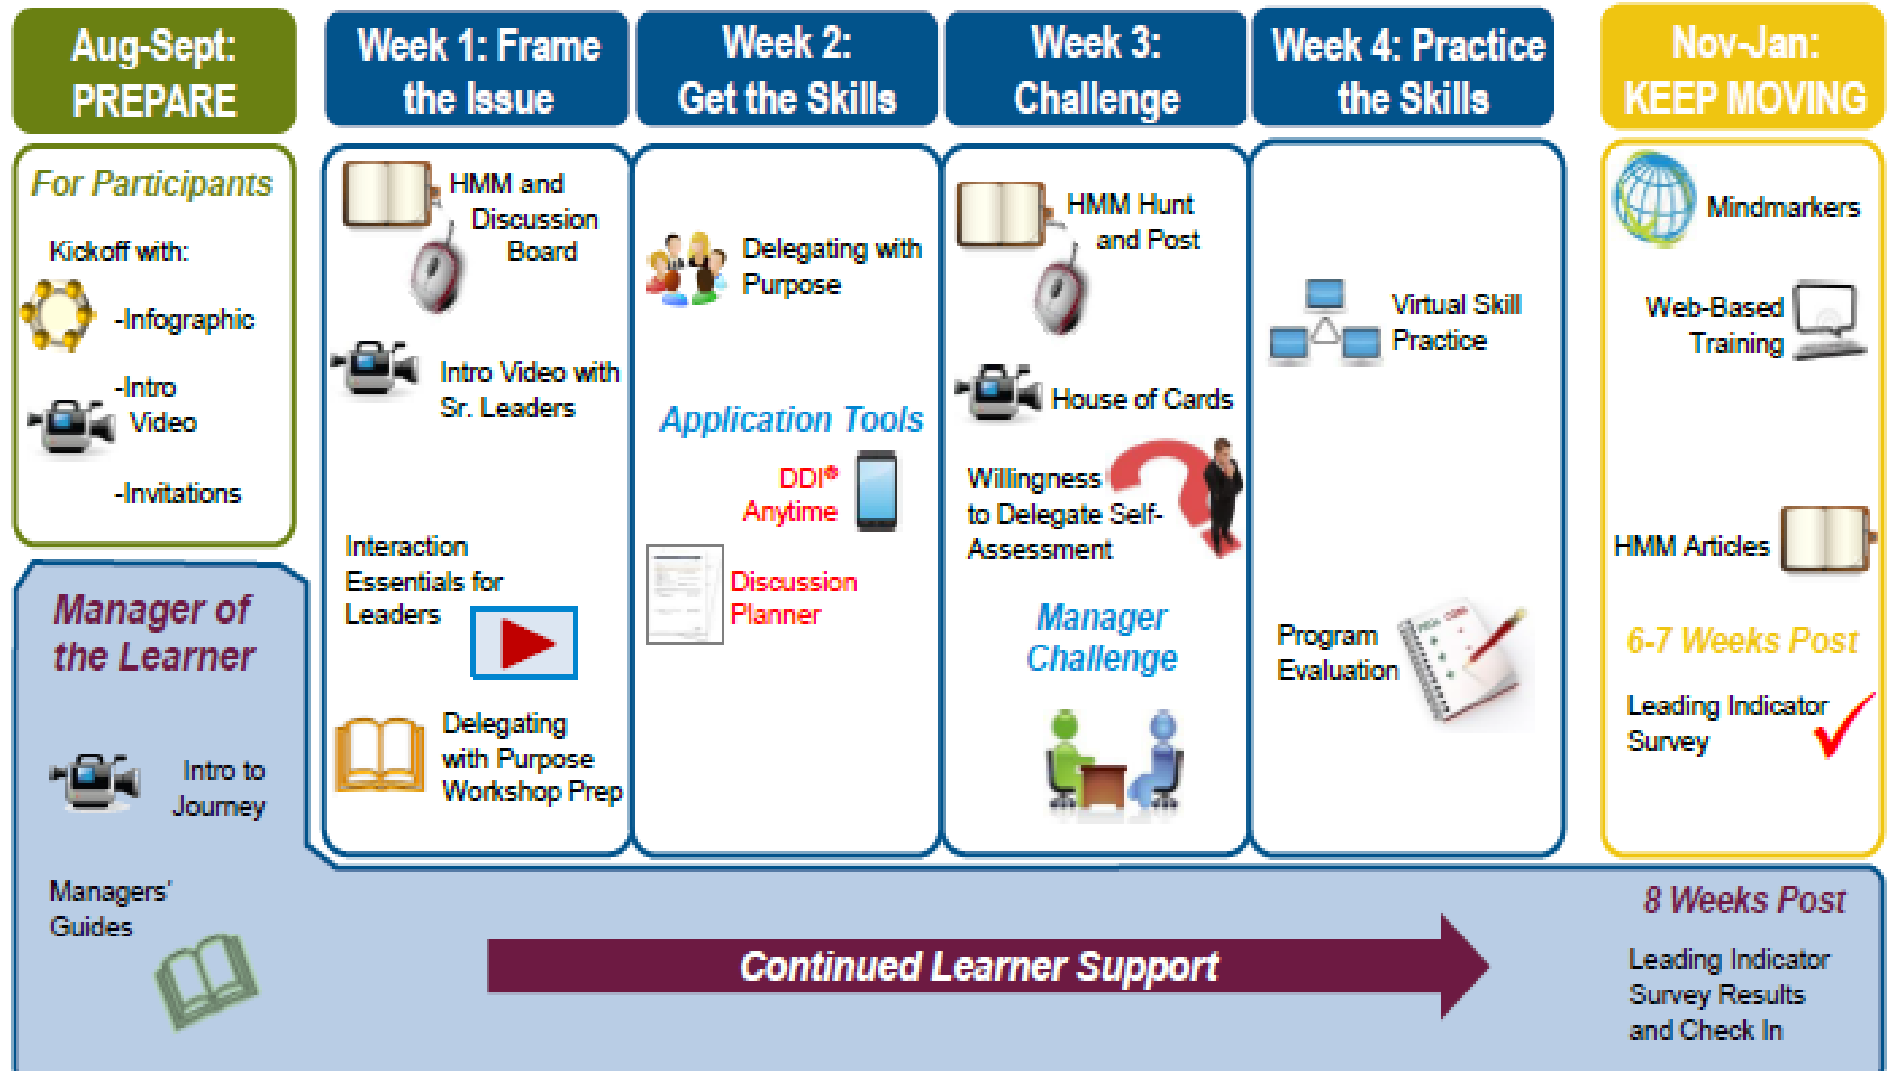 Aug-Sept:
PREPARE
Week 1: Frame
the Issue
Week 2:
Get the Skills
Week 3:
Challenge
Week 4: Practice
the Skills
Nov-Jan:
KEEP MOVING
For Participants
Kickoff with:
-Infographic
-Intro
Video
-Invitations
Manager of
the Learner
Intro to
Journey
Managers'
Guides
HMM and
Discussion
Board
Intro Video with
Sr. Leaders
Interaction
Essentials for
Leaders
Delegating
with Purpose
Workshop Prep
Delegating with
Purpose
Application Tools
DDI®
Anytime
Discussion
Planner
HMM Hunt
and Post
House of Cards
Willingness
to Delegate Self-
Assessment
Manager
Challenge
Virtual Skill
Practice
Program
Evaluation
Mindmarkers
Web-Based
Training
HMM Articles
6-7 Weeks Post
Leading Indicator
Survey
Continued Learner Support
8 Weeks Post
Leading Indicator
Survey Results
and Check In